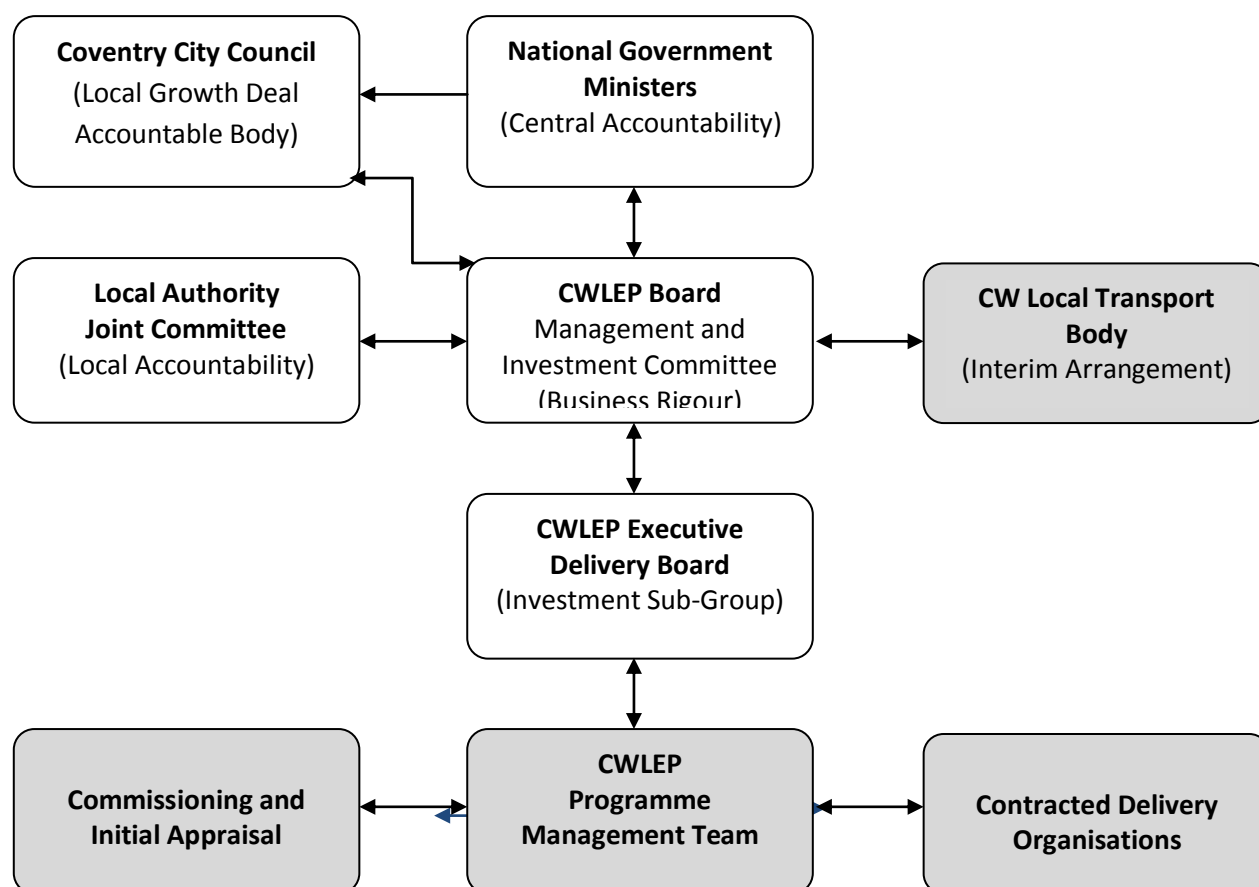 Coventry City Council
(Local Growth Deal
Accountable Body)
National Government
Ministers
(Central Accountability)
Local Authority
Joint Committee
(Local Accountability)
CWLEP Board
Management and
Investment Committee
(Business Rigour)
CW Local Transport
Body
(Interim Arrangement)
CWLEP Executive
Delivery Board
(Investment Sub-Group)
Commissioning and
Initial Appraisal
CWLEP
Programme
Management Team
Contracted Delivery
Organisations